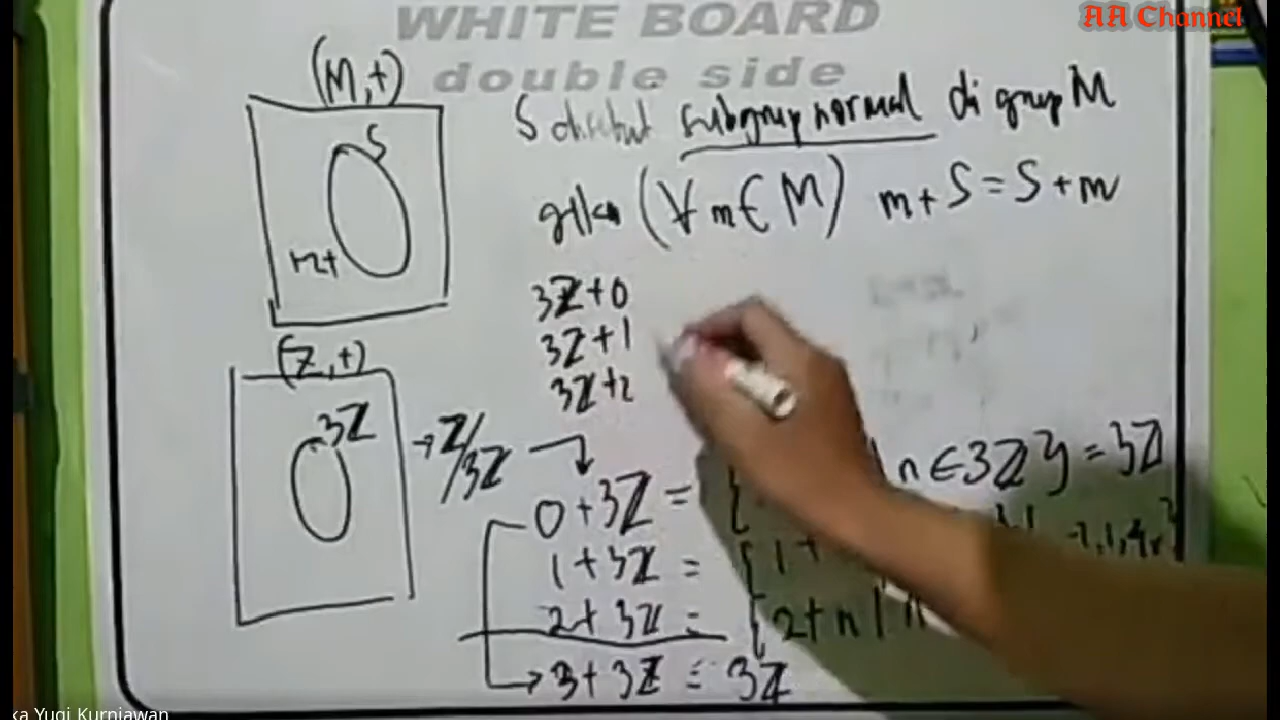 WHITE BOARD
double side
AA Channel
(M,+)
S
m+
S disebut subgrup normal di grup M
(∀ m ∈ M) m + S = S + m
3Z+0
3Z+1
3Z+2
(Z,+)
3Z
→ Z/3Z
0 + 3Z = { n ∈ 3Z } = 3Z
1 + 3Z = { 1 +
2 + 3Z = { 2 + n |
→ 3 + 3Z = 3Z
ka Yugi Kurniawan